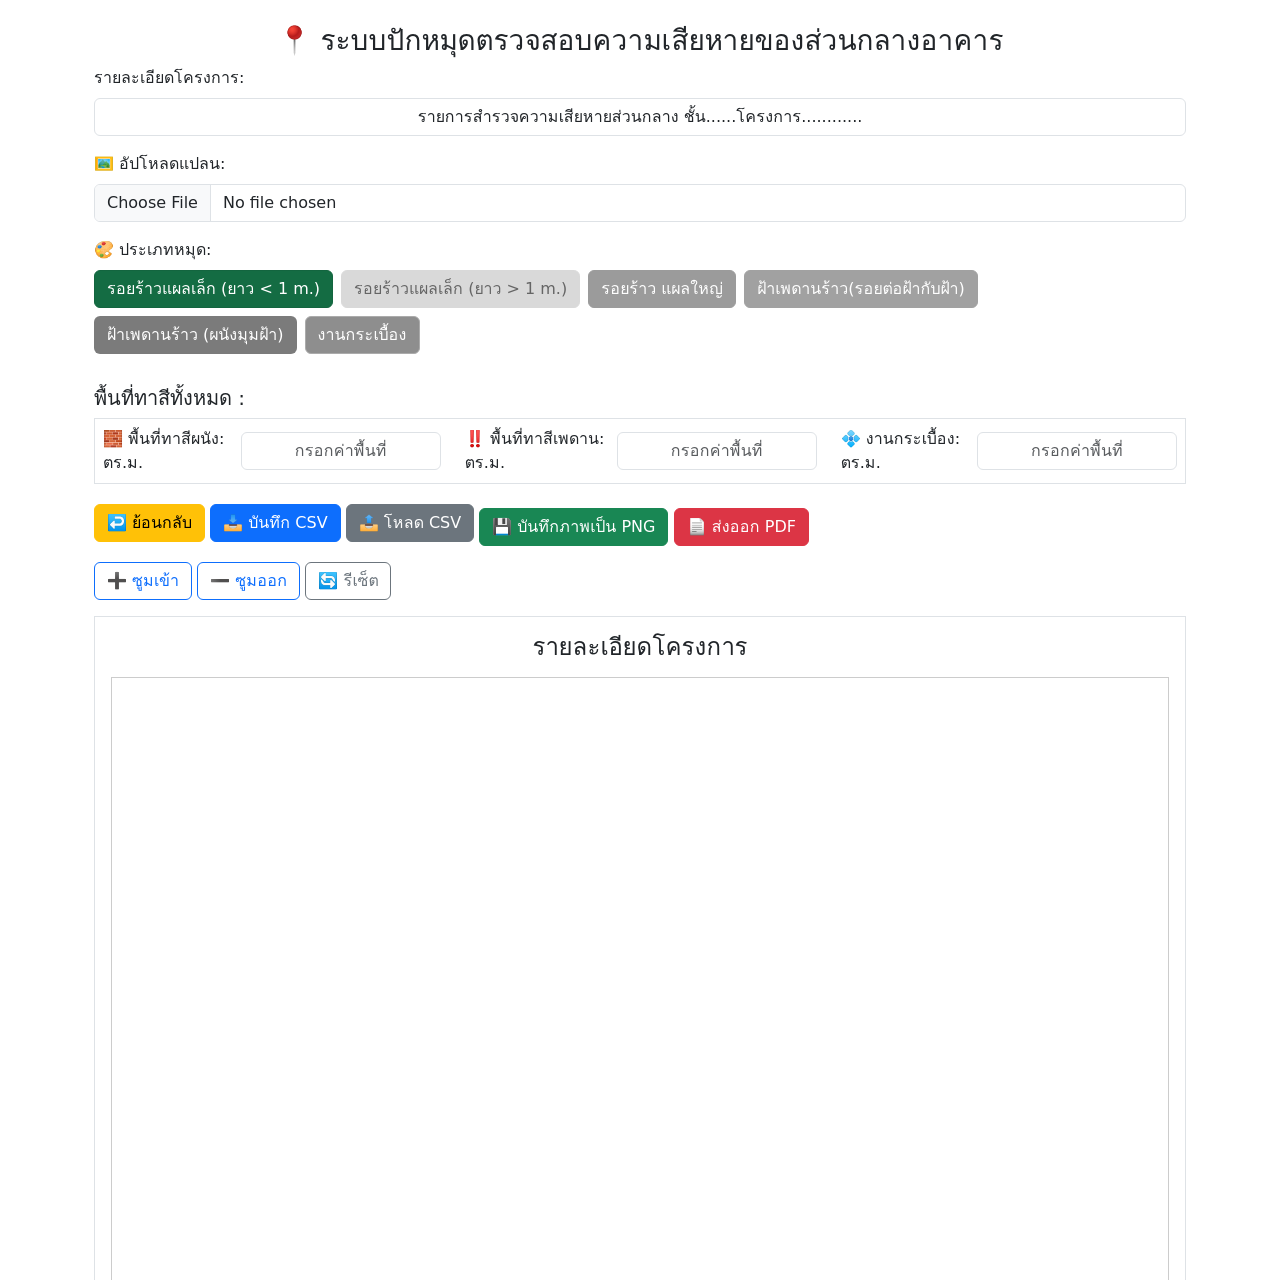 📍 ระบบปักหมุดตรวจสอบความเสียหายของส่วนกลางอาคาร
รายละเอียดโครงการ:
รายการสำรวจความเสียหายส่วนกลาง ชั้น......โครงการ............
🖼️ อัปโหลดแปลน:
Choose File No file chosen
🎨 ประเภทหมุด:
รอยร้าวแผลเล็ก (ยาว < 1 m.) รอยร้าวแผลเล็ก (ยาว > 1 m.) รอยร้าว แผลใหญ่ ฝ้าเพดานร้าว(รอยต่อฝ้ากับฝ้า)
ฝ้าเพดานร้าว (ผนังมุมฝ้า) งานกระเบื้อง
พื้นที่ทาสีทั้งหมด :
🧱 พื้นที่ทาสีผนัง: กรอกค่าพื้นที่ ‼️ พื้นที่ทาสีเพดาน: กรอกค่าพื้นที่ 💠 งานกระเบื้อง: กรอกค่าพื้นที่
ตร.ม. ตร.ม. ตร.ม.
↩️ ย้อนกลับ 📥 บันทึก CSV 📤 โหลด CSV 💾 บันทึกภาพเป็น PNG 📄 ส่งออก PDF
➕ ซูมเข้า ➖ ซูมออก 🔄 รีเซ็ต
รายละเอียดโครงการ